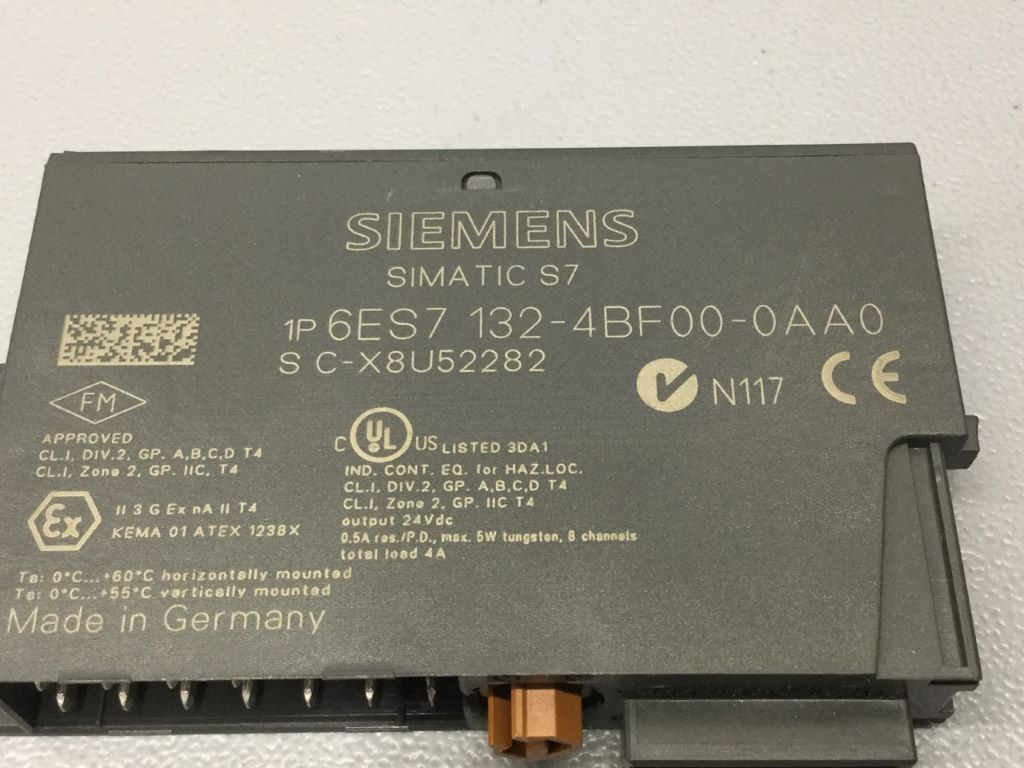 SIEMENS
SIMATIC S7
1P 6ES7 132-4BF00-0AA0
S C-X8U52282
N117 CE
FM
APPROVED
CL.I, DIV.2, GP. A,B,C,D T4
CL.I, Zone 2, GP. IIC, T4
C UL US LISTED 3DA1
IND. CONT. EQ. for HAZ.LOC.
CL.I, DIV.2, GP. A,B,C,D T4
CL.I, Zone 2, GP. IIC T4
output 24Vdc
0.5A res./P.D., max. 5W tungsten, 8 channels
total load 4A
Ex II 3 G Ex nA II T4
KEMA 01 ATEX 1238X
Ta: 0°C...+60°C horizontally mounted
Ta: 0°C...+55°C vertically mounted
Made in Germany